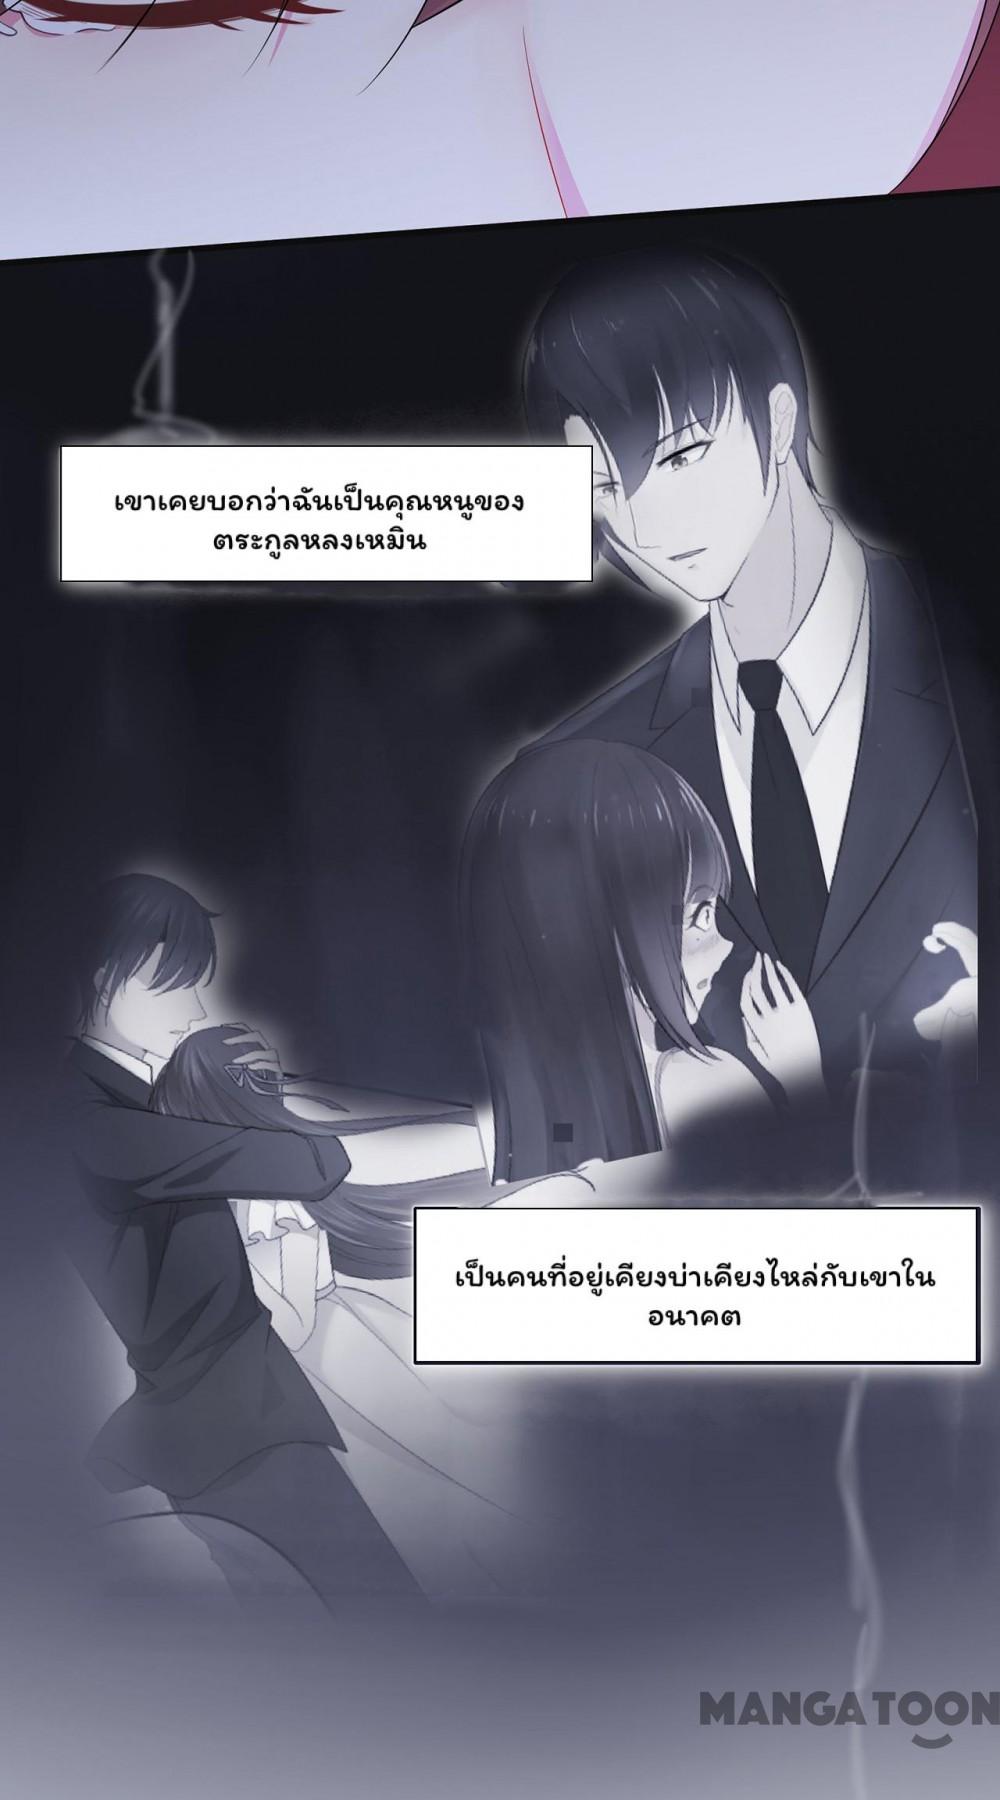 เขาเคยบอกว่าฉันเป็นคุณหนูของ
ตระกูลหลงเหมิน
เป็นคนที่อยู่เคียงบ่าเคียงไหล่กับเขาใน
อนาคต
MANGATOON